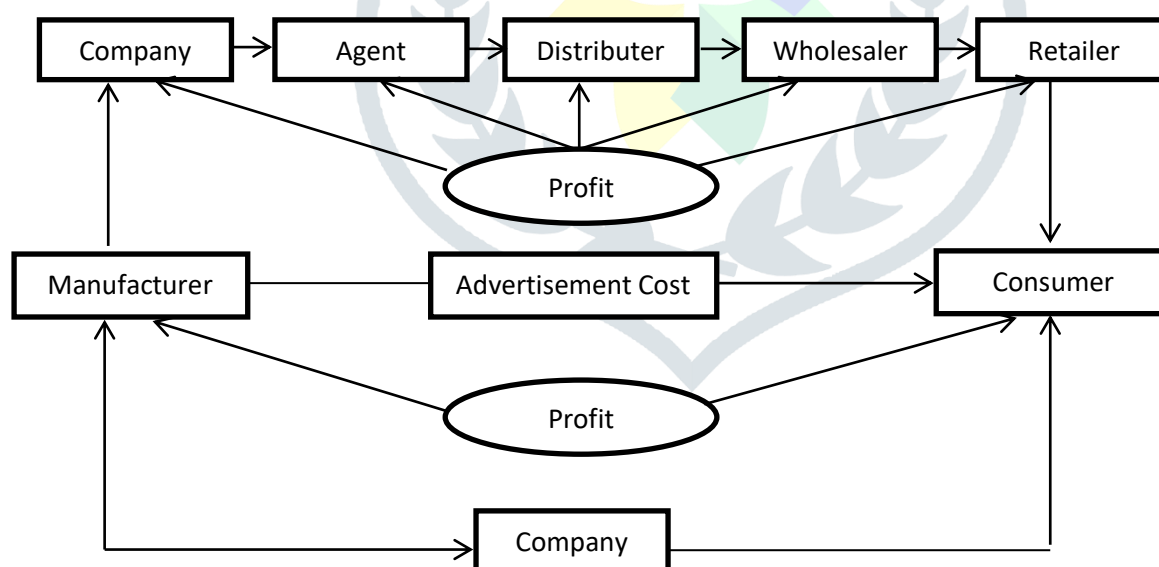 Company
Agent
Distributer
Wholesaler
Retailer
Profit
Manufacturer
Advertisement Cost
Consumer
Profit
Company